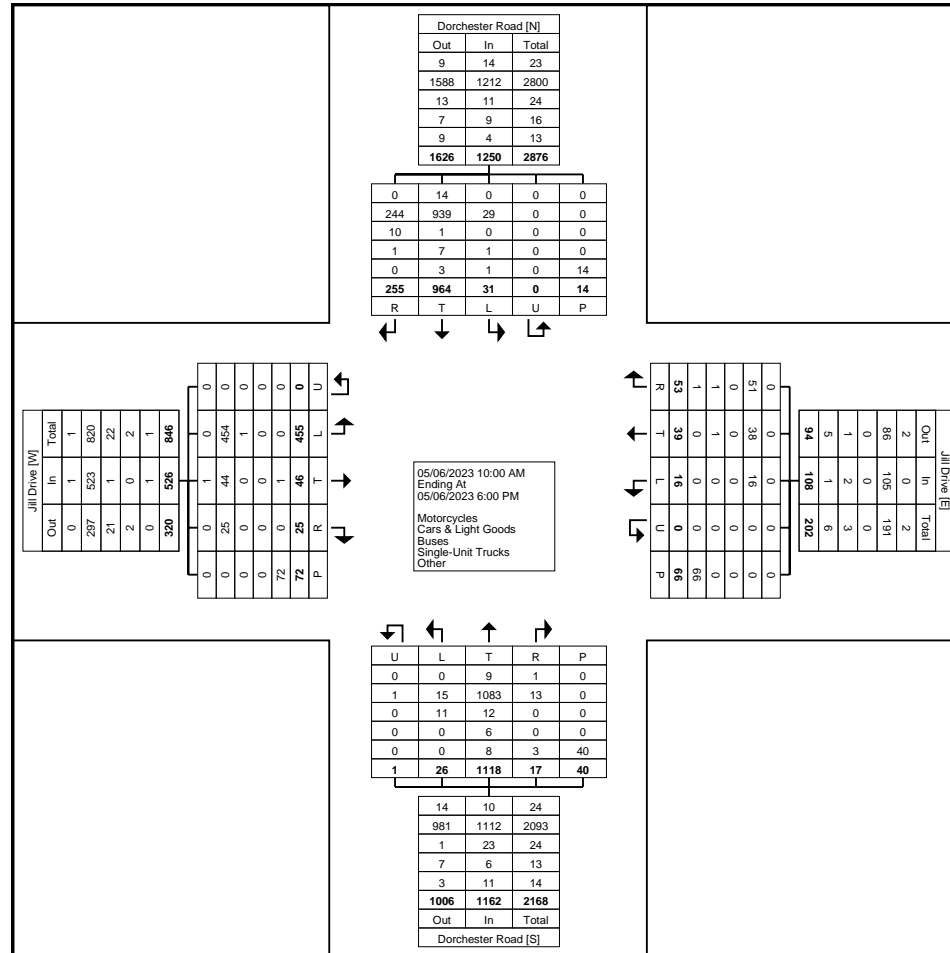 Dorchester Road [N]
Out In Total
9 14 23
1588 1212 2800
13 11 24
7 9 16
9 4 13
1626 1250 2876
0 14 0 0 0
244 939 29 0 0
10 1 0 0 0
1 7 1 0 0
0 3 1 0 14
255 964 31 0 14
R T L U P
Jill Drive [W]
Out In Total
0 1 1
297 523 820
21 1 22
2 0 2
0 1 1
320 526 846
0 0 1 0 0
0 25 44 454 0
0 0 0 1 0
0 0 0 0 0
72 0 1 0 0
72 25 46 455 0
P R T L U
05/06/2023 10:00 AM
Ending At
05/06/2023 6:00 PM
Motorcycles
Cars & Light Goods
Buses
Single-Unit Trucks
Other
Jill Drive [E]
Out In Total
2 0 2
86 105 191
0 0 0
1 2 3
5 1 6
94 108 202
0 0 0 0 0
51 38 16 0 0
0 0 0 0 0
1 1 0 0 0
1 0 0 0 66
53 39 16 0 66
R T L U P
U L T R P
0 0 9 1 0
1 15 1083 13 0
0 11 12 0 0
0 0 6 0 0
0 0 8 3 40
1 26 1118 17 40
14 10 24
981 1112 2093
1 23 24
7 6 13
3 11 14
1006 1162 2168
Out In Total
Dorchester Road [S]